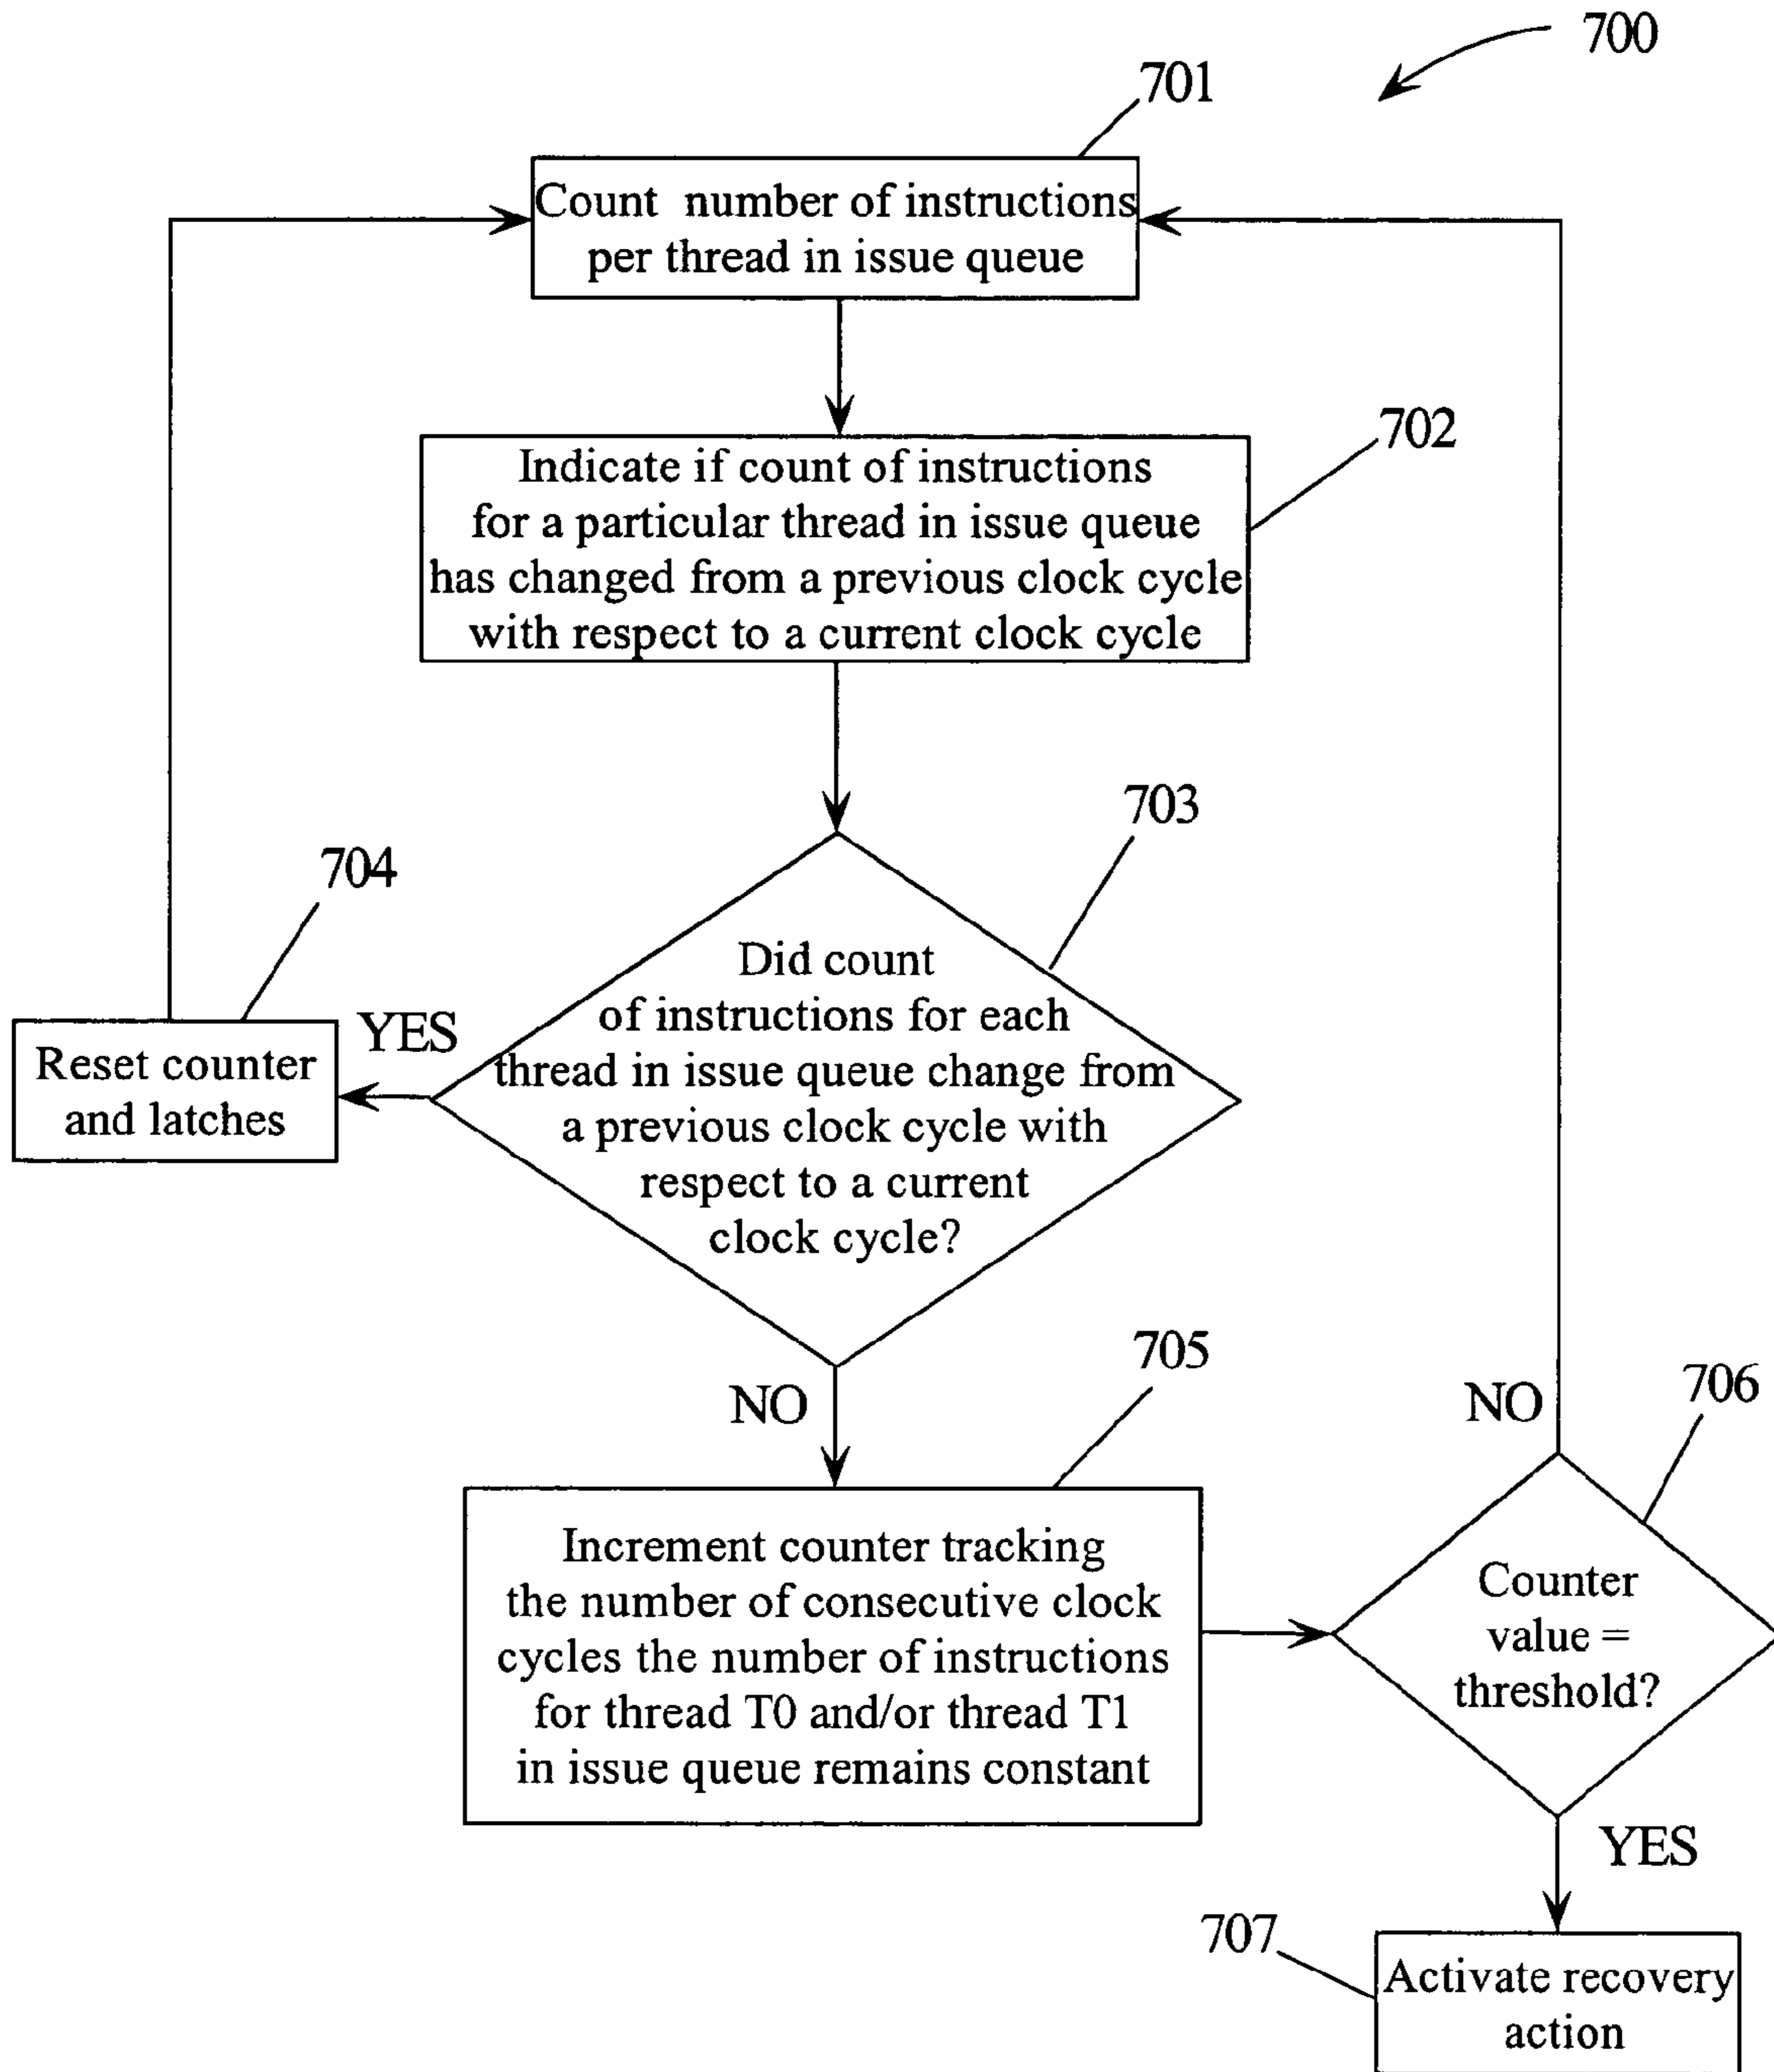 700
701
Count number of instructions
per thread in issue queue
702
Indicate if count of instructions
for a particular thread in issue queue
has changed from a previous clock cycle
with respect to a current clock cycle
703
704
Did count
of instructions for each
thread in issue queue change from
a previous clock cycle with
respect to a current
clock cycle?
YES
Reset counter
and latches
705
NO
706
NO
Increment counter tracking
the number of consecutive clock
cycles the number of instructions
for thread T0 and/or thread T1
in issue queue remains constant
Counter
value =
threshold?
YES
707
Activate recovery
action